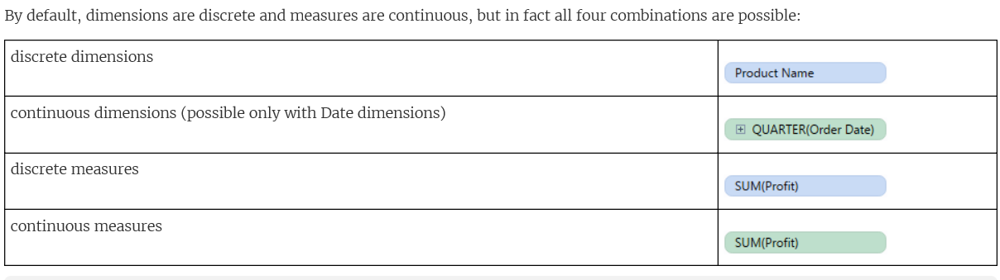 By default, dimensions are discrete and measures are continuous, but in fact all four combinations are possible:
discrete dimensions
Product Name
continuous dimensions (possible only with Date dimensions)
QUARTER(Order Date)
discrete measures
SUM(Profit)
continuous measures
SUM(Profit)